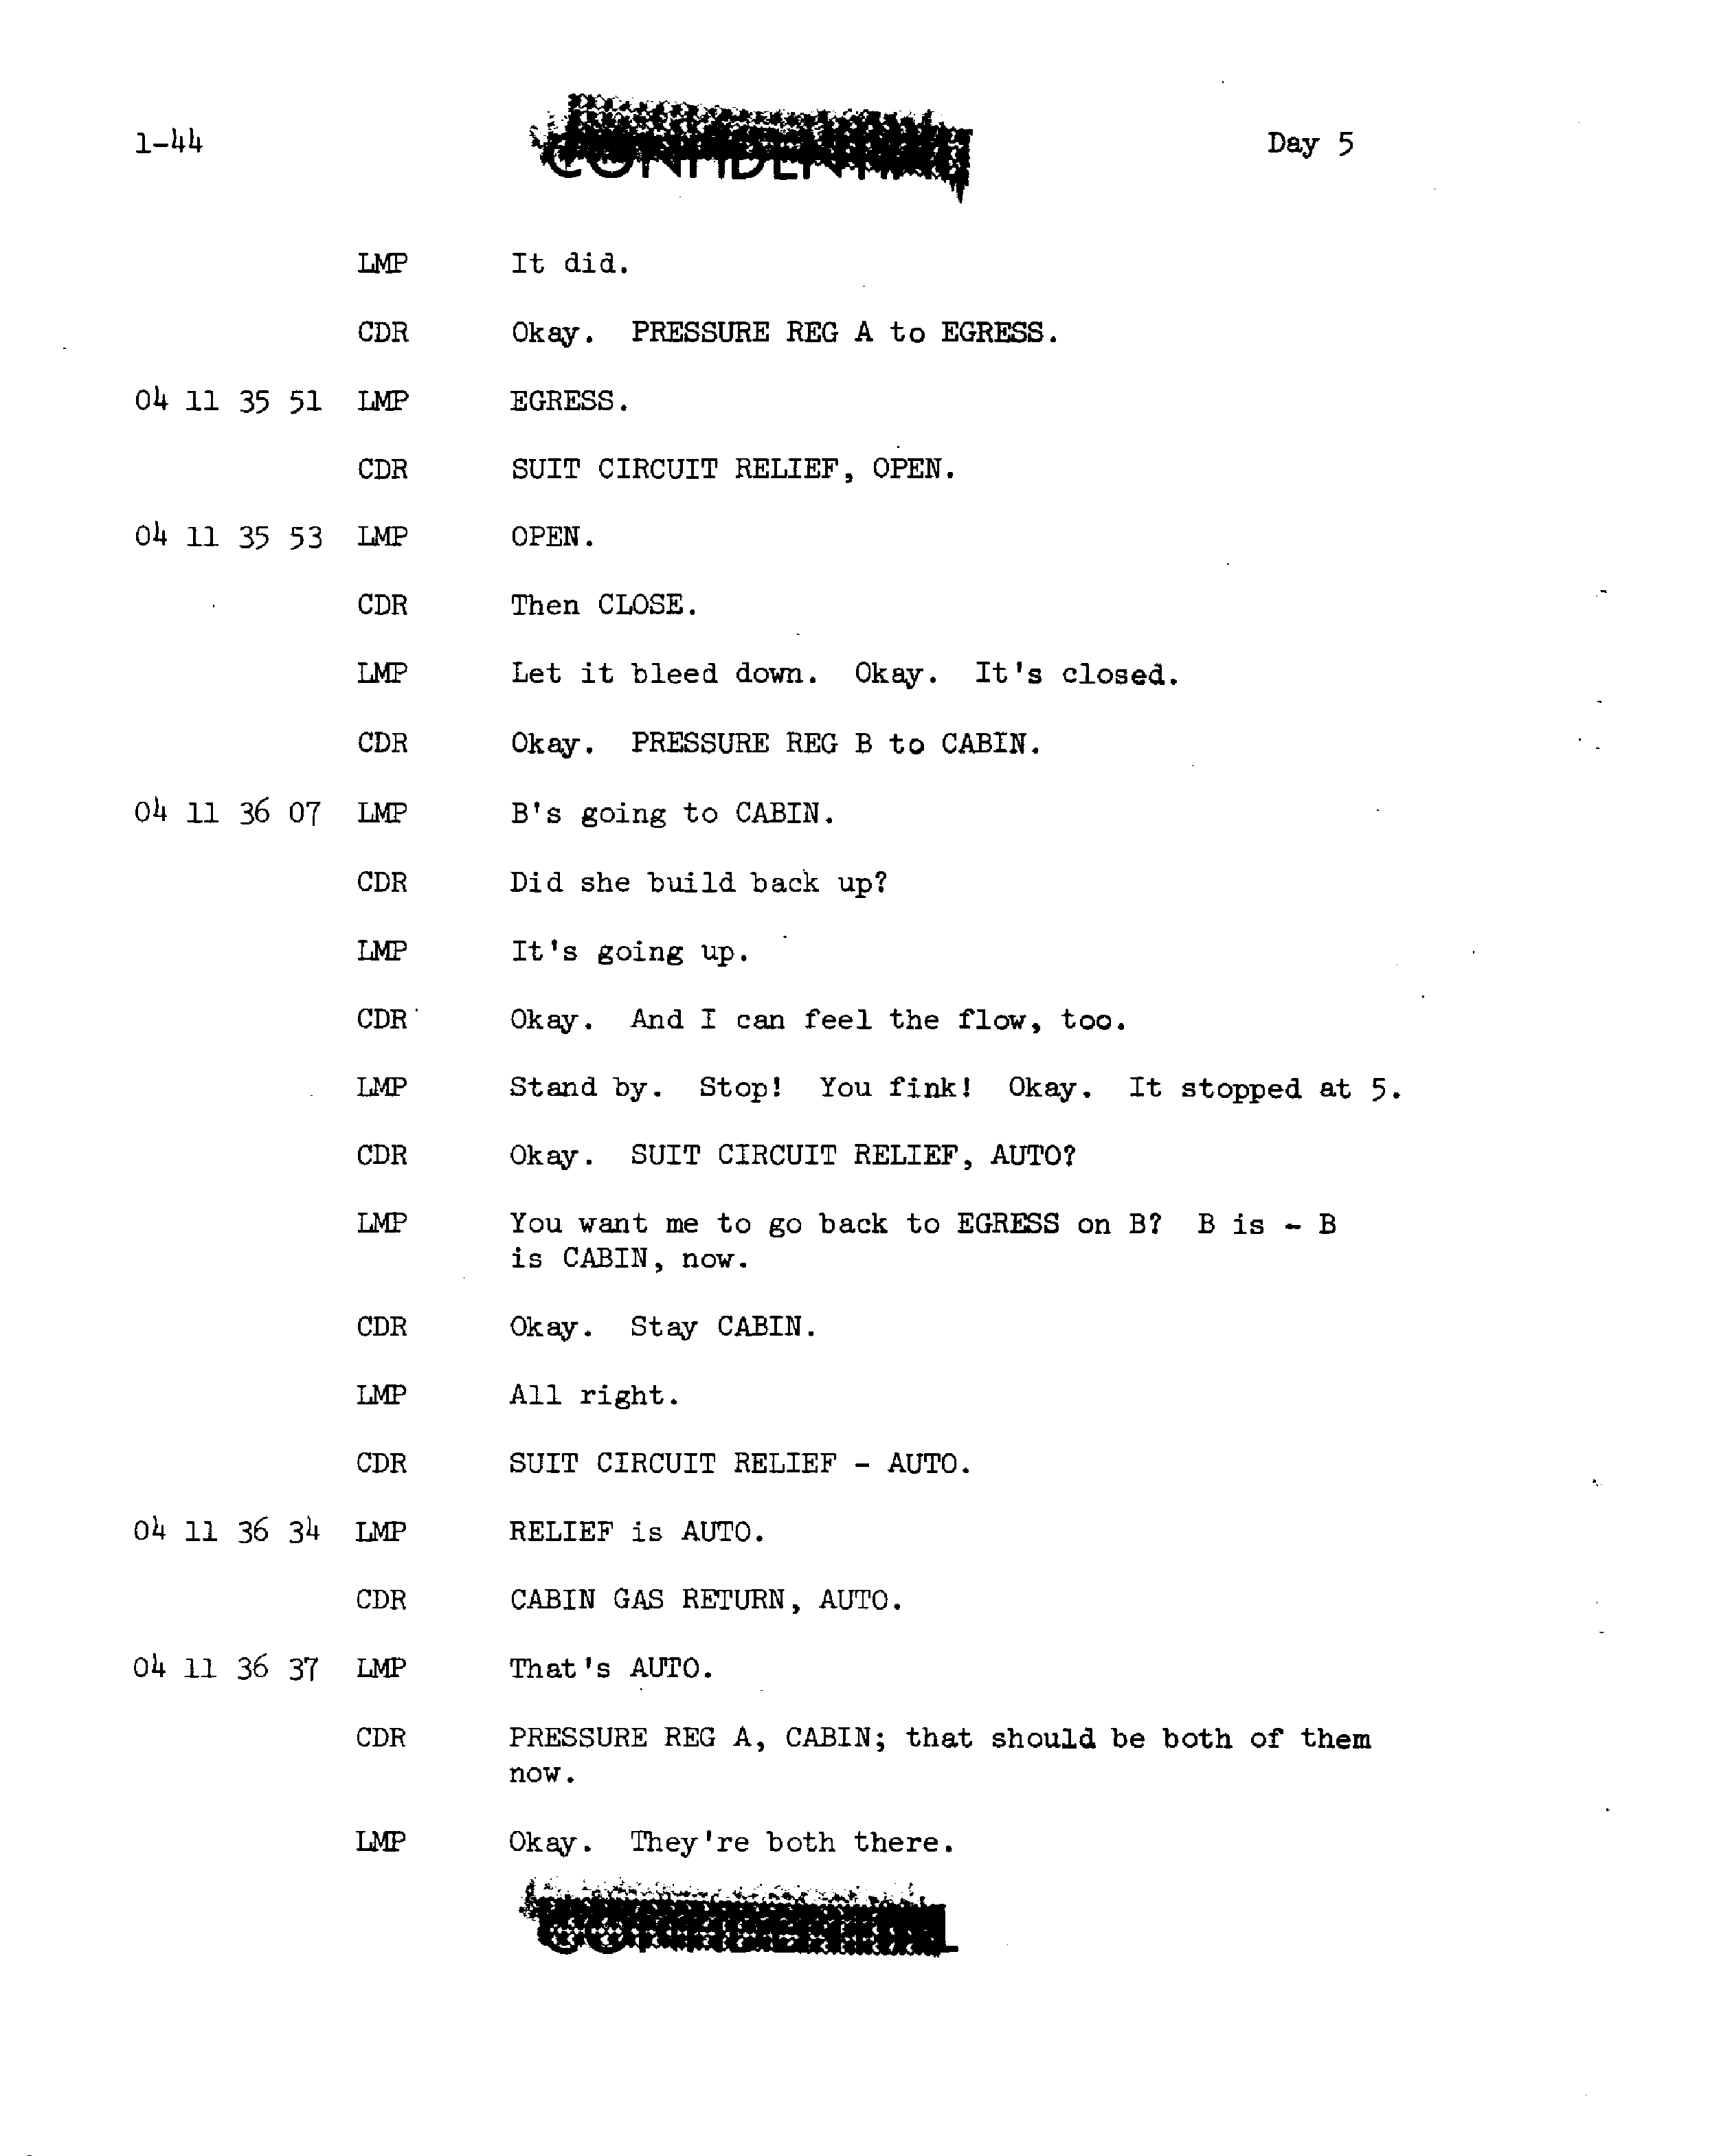 1-44 CONFIDENTIAL Day 5
LMP It did.
CDR Okay. PRESSURE REG A to EGRESS.
04 11 35 51 LMP EGRESS.
CDR SUIT CIRCUIT RELIEF, OPEN.
04 11 35 53 LMP OPEN.
CDR Then CLOSE.
LMP Let it bleed down. Okay. It's closed.
CDR Okay. PRESSURE REG B to CABIN.
04 11 36 07 LMP B's going to CABIN.
CDR Did she build back up?
LMP It's going up.
CDR Okay. And I can feel the flow, too.
LMP Stand by. Stop! You fink! Okay. It stopped at 5.
CDR Okay. SUIT CIRCUIT RELIEF, AUTO?
LMP You want me to go back to EGRESS on B? B is - B
is CABIN, now.
CDR Okay. Stay CABIN.
LMP All right.
CDR SUIT CIRCUIT RELIEF - AUTO.
04 11 36 34 LMP RELIEF is AUTO.
CDR CABIN GAS RETURN, AUTO.
04 11 36 37 LMP That's AUTO.
CDR PRESSURE REG A, CABIN; that should be both of them
now.
LMP Okay. They're both there.
CONFIDENTIAL